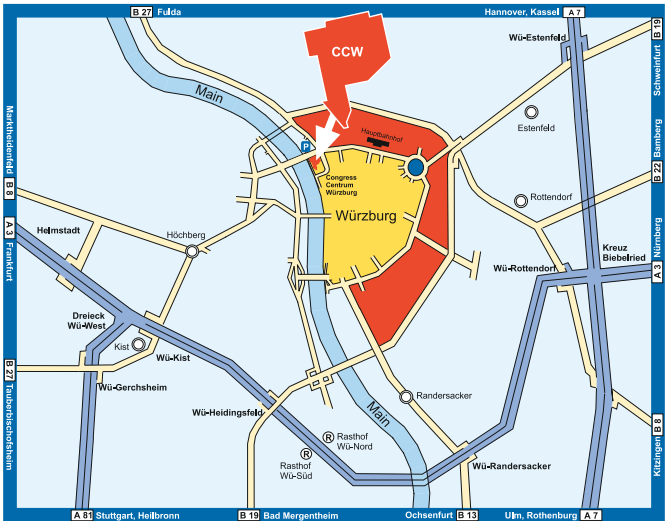 B 27 Fulda
Hannover, Kassel A 7
B 19
Schweinfurt
Wü-Estenfeld
CCW
Main
Marktheidenfeld
B 8
Hauptbahnhof
P
Estenfeld
Bamberg
B 22
Congress
Centrum
Würzburg
Rottendorf
Würzburg
A 3
Frankfurt
Helmstadt
Höchberg
Nürnberg
A 3
Kreuz
Biebelried
Wü-Rottendorf
Dreieck
Wü-West
Kist
Wü-Kist
B 27
Tauberbischofsheim
Wü-Gerchsheim
Randersacker
Wü-Heidingsfeld
Main
B 8
Kitzingen
R Rasthof
Wü-Nord
R Rasthof
Wü-Süd
Wü-Randersacker
A 81 Stuttgart, Heilbronn
B 19 Bad Mergentheim
Ochsenfurt B 13
Ulm, Rothenburg A 7